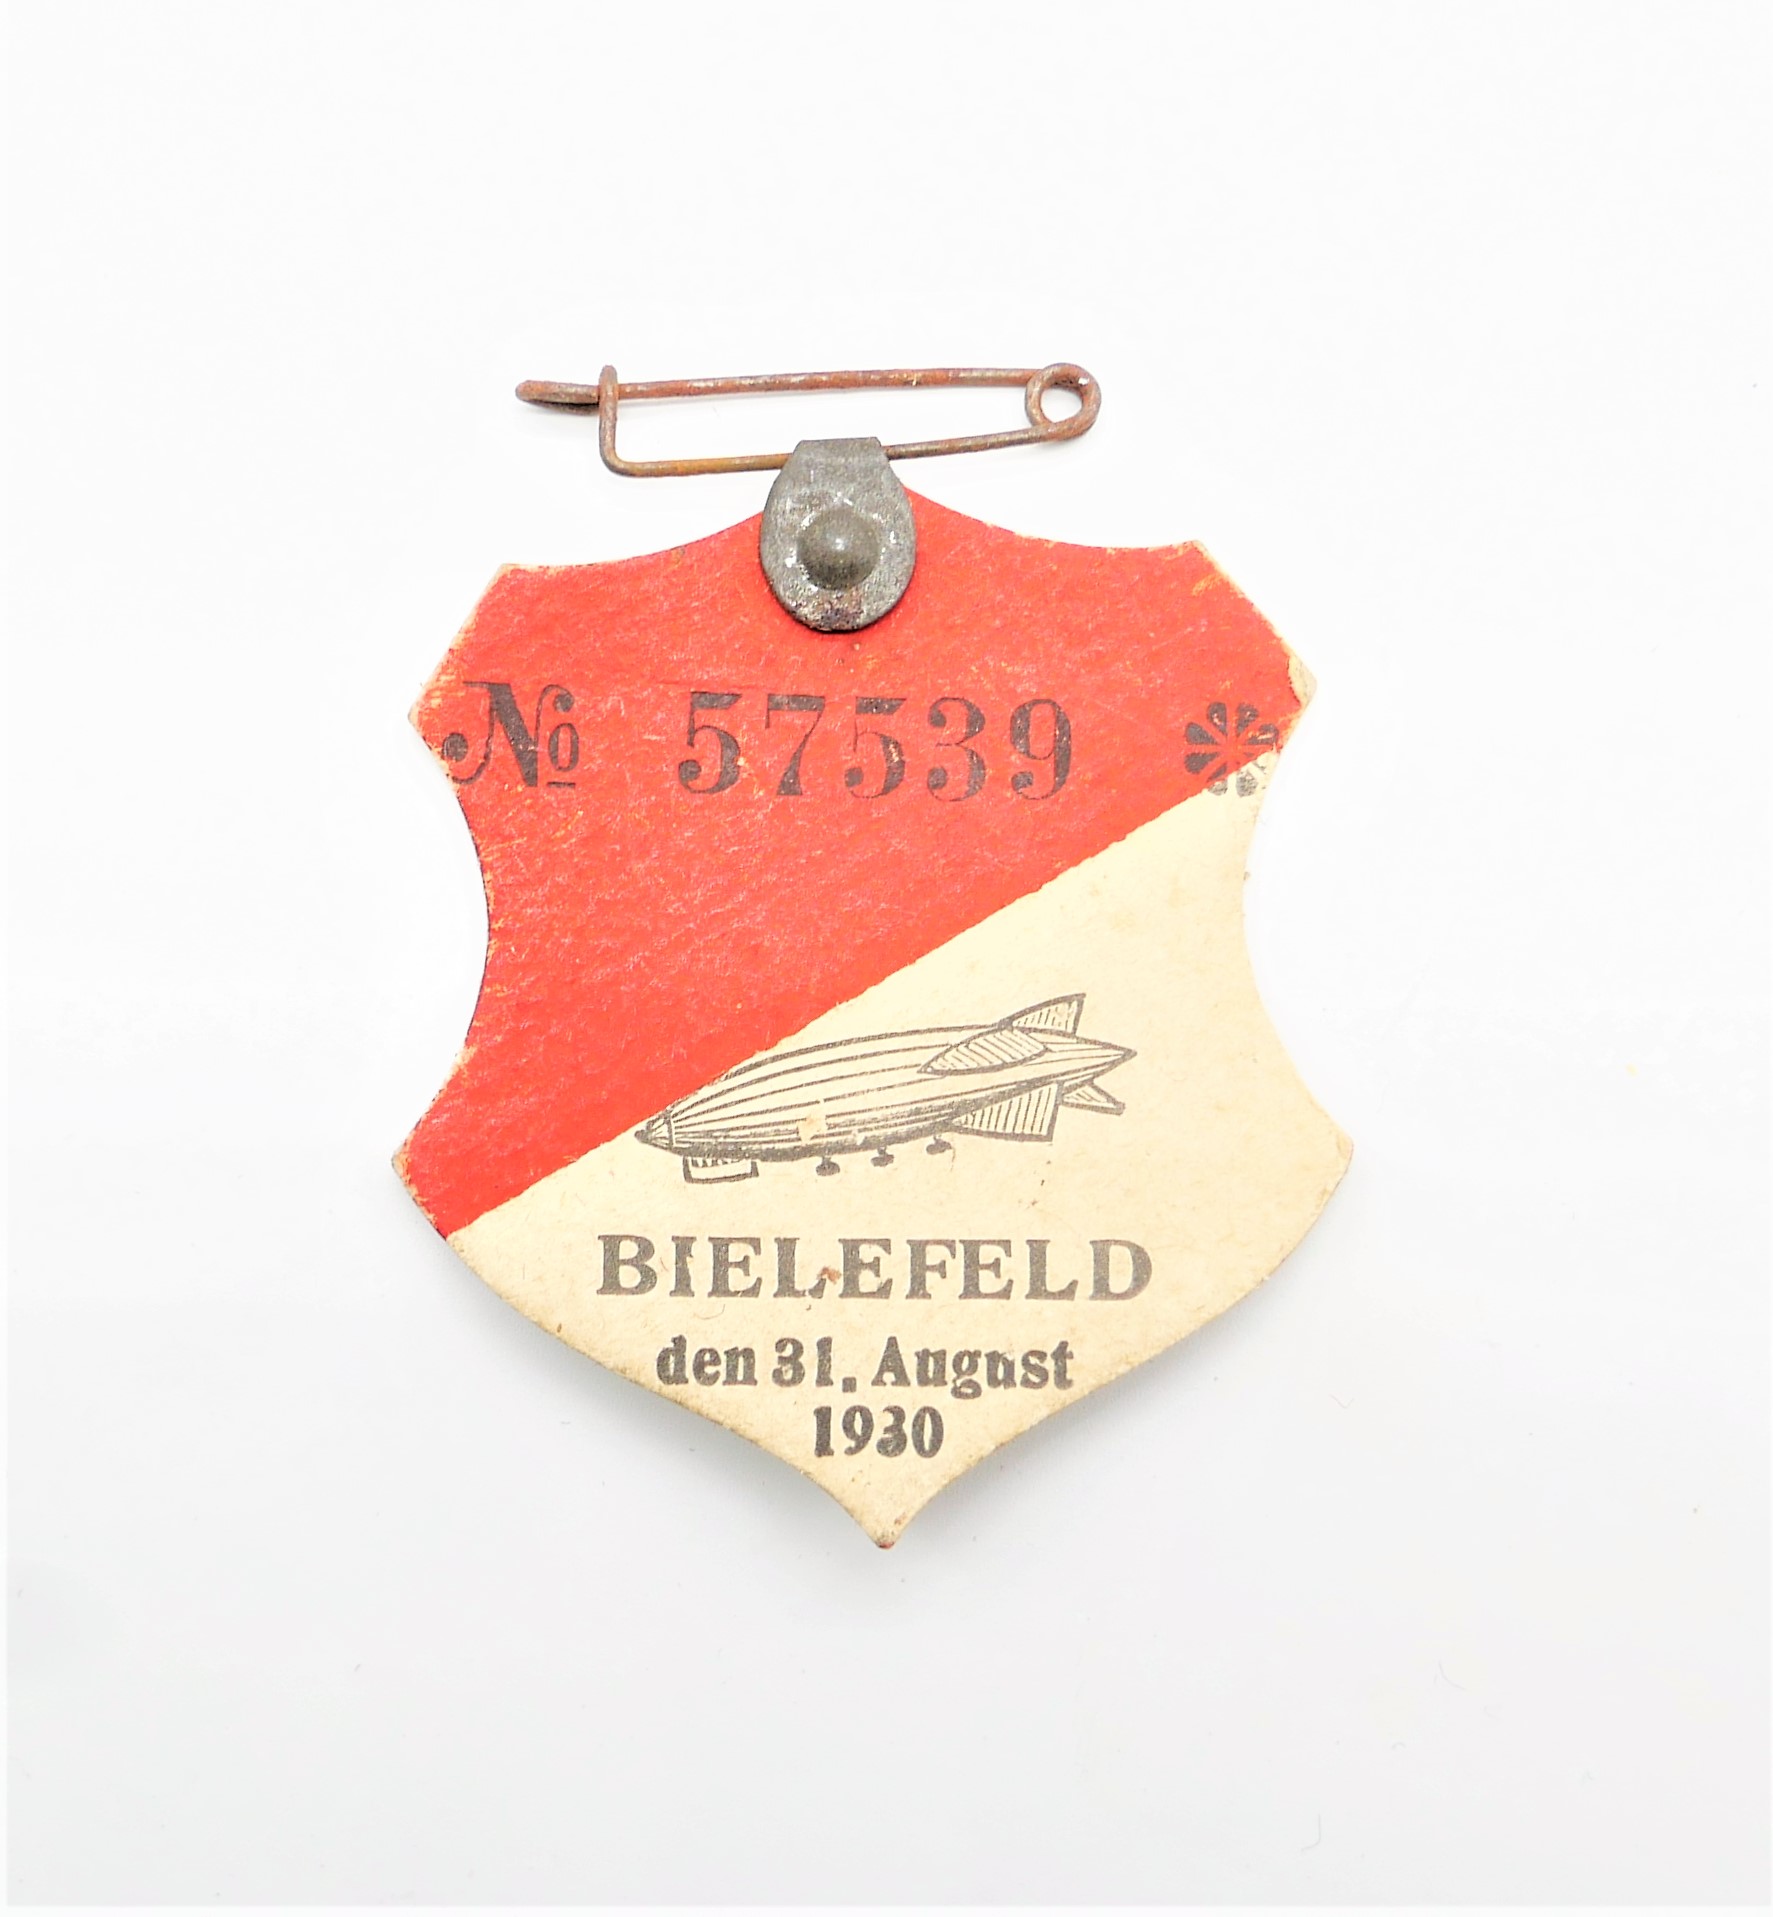 № 57539
BIELEFELD
den 31. August
1930